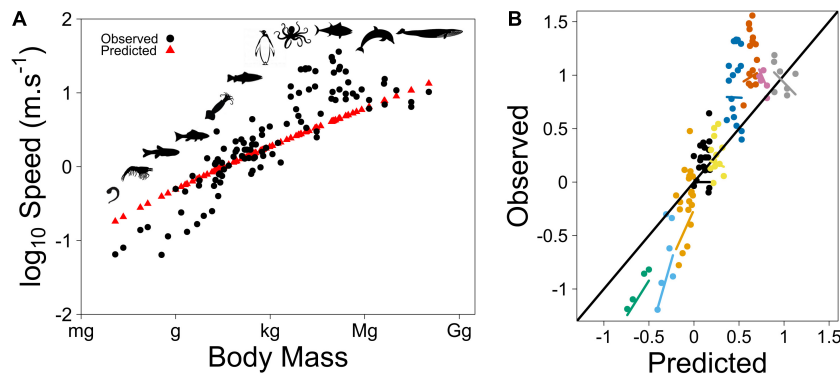 A
Observed
Predicted
log10 Speed (m.s-1)
2
1
0
-1
-2
mg
g
kg
Mg
Gg
Body Mass
B
Observed
1.5
1
0.5
0
-0.5
-1
-1
-0.5
0
0.5
1
1.5
Predicted